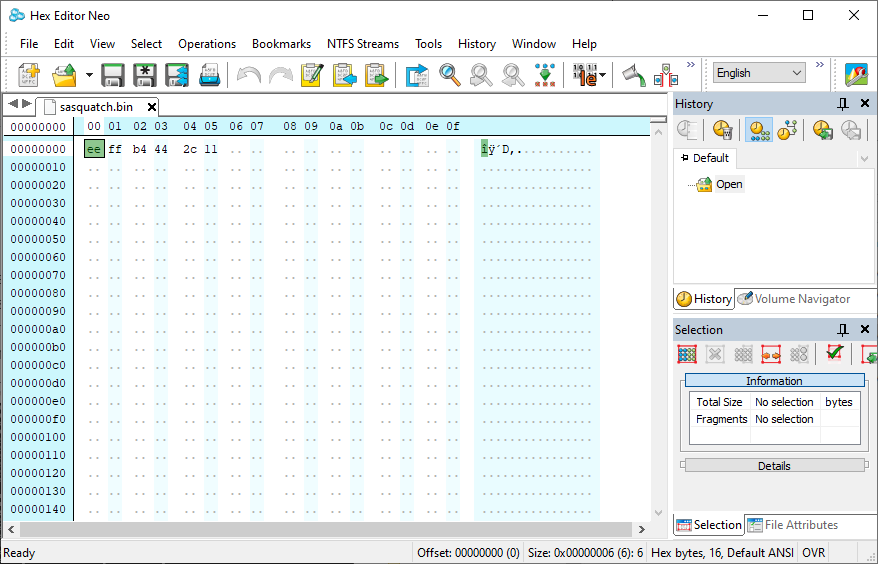 Hex Editor Neo
File Edit View Select Operations Bookmarks NTFS Streams Tools History Window Help
English
sasquatch.bin
00000000 00 01 02 03 04 05 06 07 08 09 0a 0b 0c 0d 0e 0f
00000000 ee ff b4 44 2c 11 îÿ´D,.
00000010
00000020
00000030
00000040
00000050
00000060
00000070
00000080
00000090
000000a0
000000b0
000000c0
000000d0
000000e0
000000f0
00000100
00000110
00000120
00000130
00000140
History
Default
Open
History Volume Navigator
Selection
Information
Total Size No selection bytes
Fragments No selection
Details
Selection File Attributes
Ready Offset: 00000000 (0) Size: 0x00000006 (6): 6 Hex bytes, 16, Default ANSI OVR